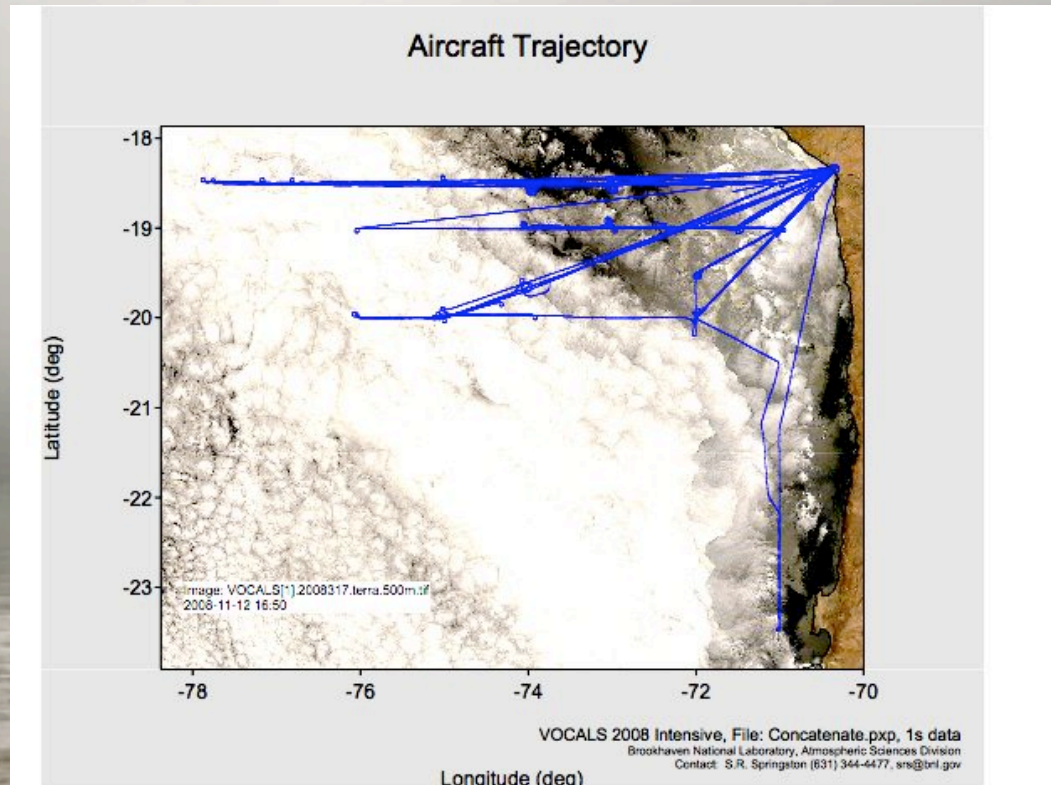 Aircraft Trajectory
-18
-19
-20
-21
-22
-23
Latitude (deg)
Image: VOCALS[1].2008317.terra.500m.tif
2008-11-12 16:50
-78 -76 -74 -72 -70
VOCALS 2008 Intensive, File: Concatenate.pxp, 1s data
Brookhaven National Laboratory, Atmospheric Sciences Division
Contact: S.R. Springston (631) 344-4477, srs@bnl.gov
Longitude (deg)